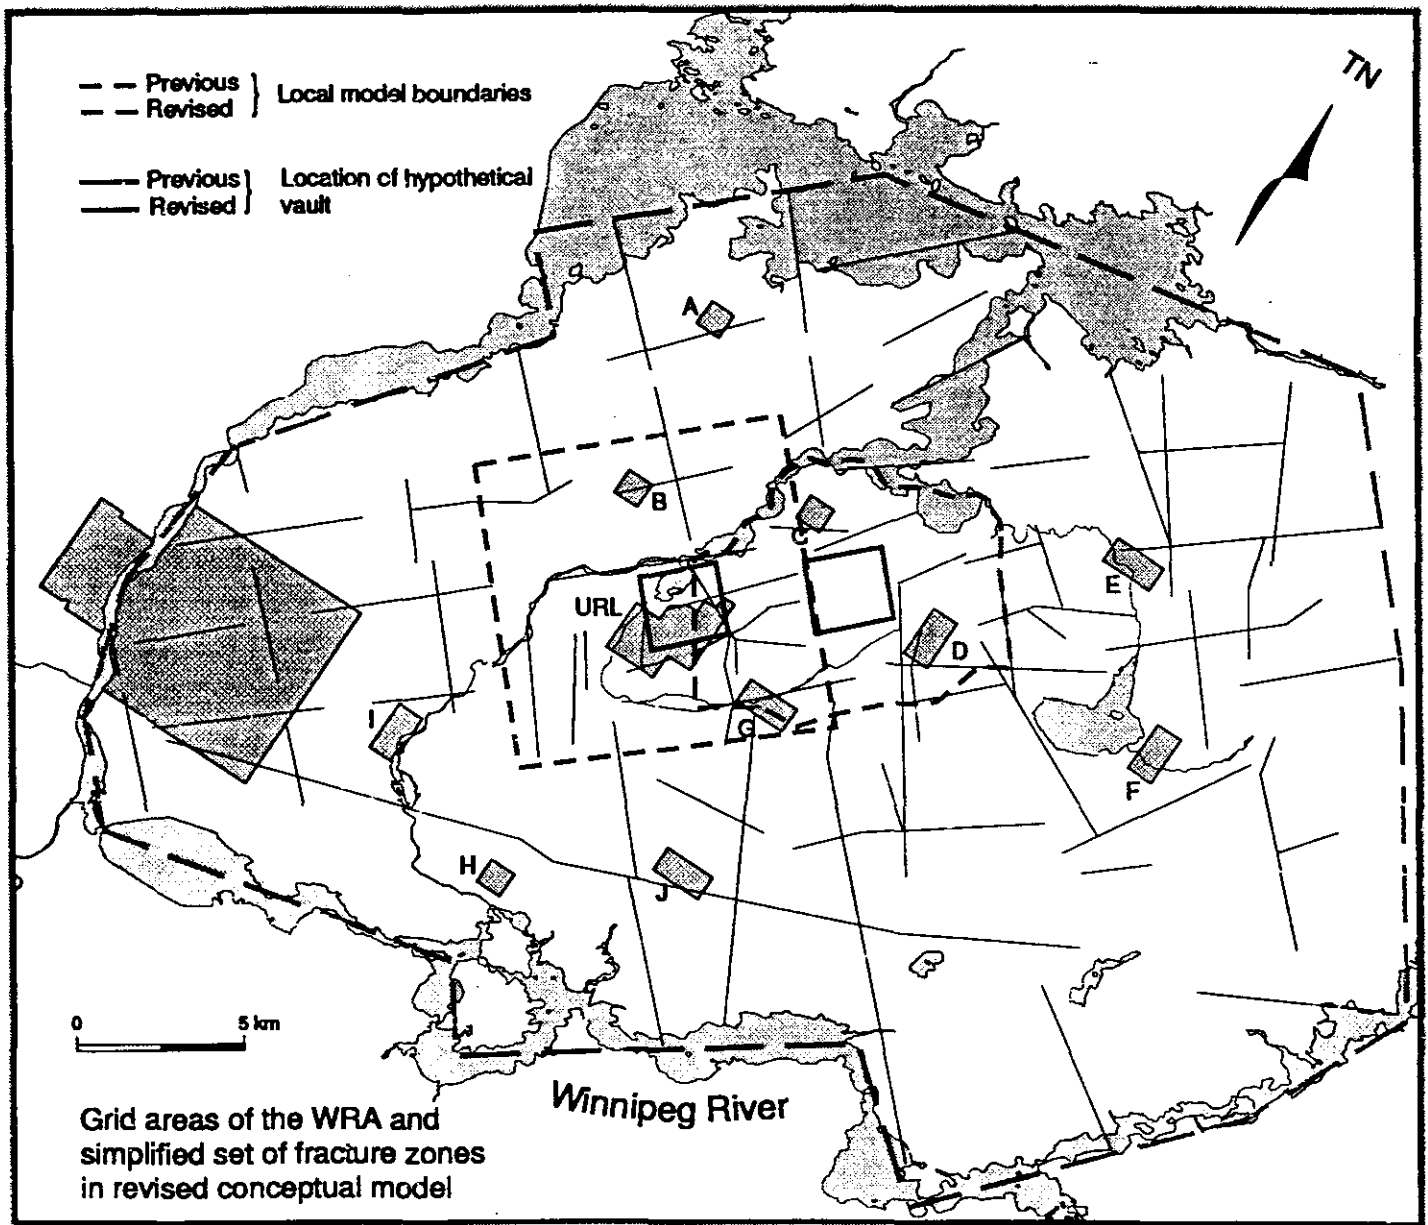 Previous
Revised
Local model boundaries
Previous
Revised
Location of hypothetical
vault
TN
A
B
C
URL
E
D
G
F
H
J
0 5 km
Winnipeg River
Grid areas of the WRA and
simplified set of fracture zones
in revised conceptual model